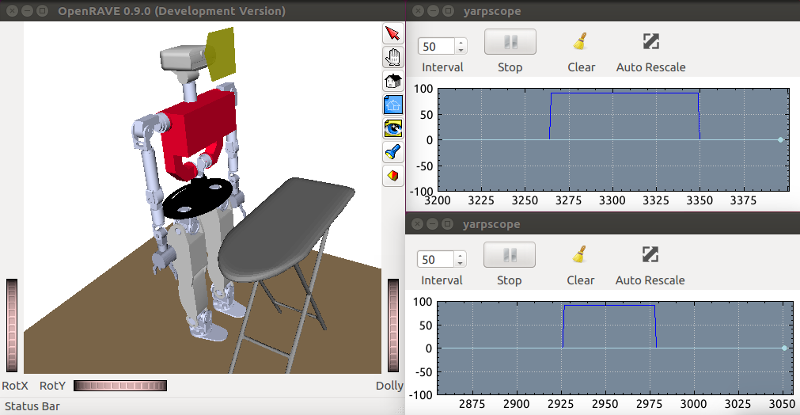 OpenRAVE 0.9.0 (Development Version)
RotX RotY Dolly
Status Bar
yarpscope
50
Interval Stop Clear Auto Rescale
100
50
0
-50
-100
3200 3225 3250 3275 3300 3325 3350 3375
yarpscope
50
Interval Stop Clear Auto Rescale
100
50
0
-50
-100
2875 2900 2925 2950 2975 3000 3025 3050